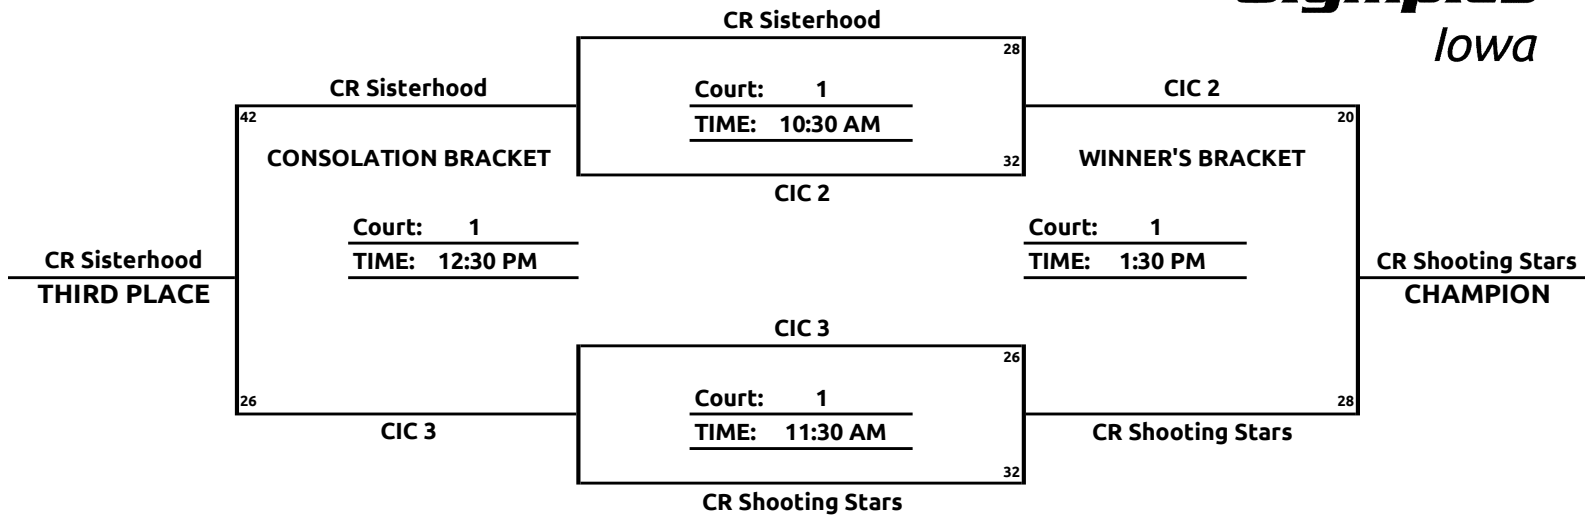 Olympics
Iowa
CR Sisterhood
28
CR Sisterhood
Court: 1
CIC 2
42
TIME: 10:30 AM
20
CONSOLATION BRACKET
32
WINNER'S BRACKET
CIC 2
Court: 1
Court: 1
CR Sisterhood
TIME: 12:30 PM
TIME: 1:30 PM
CR Shooting Stars
THIRD PLACE
CHAMPION
CIC 3
26
26
Court: 1
28
CIC 3
TIME: 11:30 AM
CR Shooting Stars
32
CR Shooting Stars